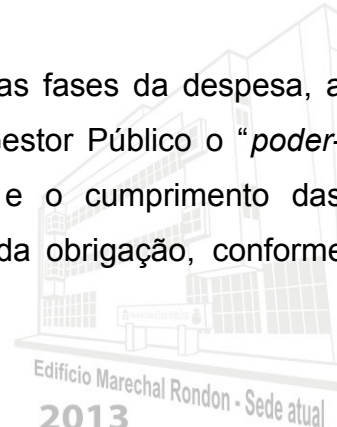 as fases da despesa, a
estor Público o “poder-
e o cumprimento das
da obrigação, conforme
Edifício Marechal Rondon - Sede atual
2013